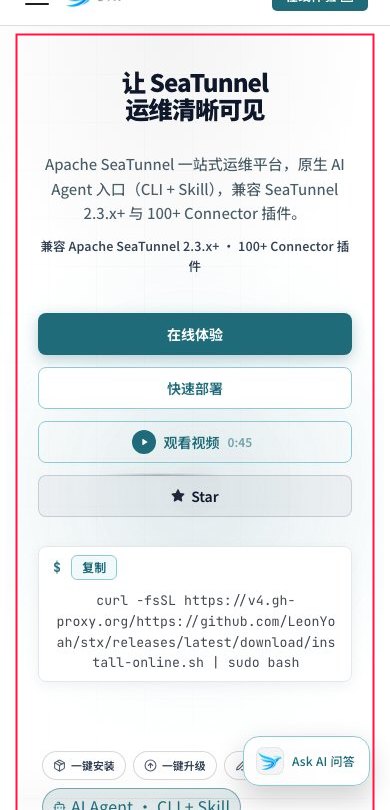 让 SeaTunnel
运维清晰可见
Apache SeaTunnel 一站式运维平台，原生 AI
Agent 入口（CLI + Skill），兼容 SeaTunnel
2.3.x+ 与 100+ Connector 插件。
兼容 Apache SeaTunnel 2.3.x+ · 100+ Connector 插
件
在线体验
快速部署
观看视频 0:45
Star
$ 复制
curl -fsSL https://v4.gh-
proxy.org/https://github.com/LeonYo
ah/stx/releases/latest/download/ins
tall-online.sh | sudo bash
一键安装 一键升级
Ask AI 问答
AI Agent · CLI + Skill